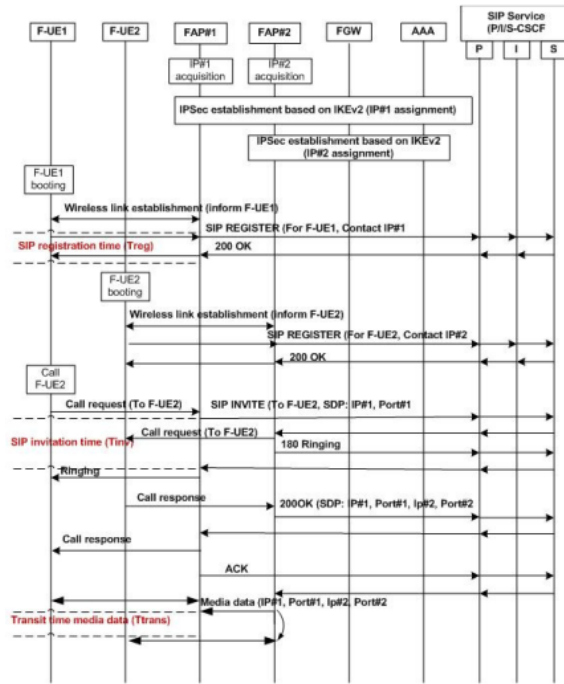 SIP Service
(P/I/S-CSCF
F-UE1 F-UE2 FAP#1 FAP#2 FGW AAA
P I S
IP#1
acquisition
IP#2
acquisition
IPSec establishment based on IKEv2 (IP#1 assignment)
IPSec establishment based on IKEv2
(IP#2 assignment)
F-UE1
booting
Wireless link establishment (inform F-UE1)
SIP REGISTER (For F-UE1, Contact IP#1
SIP registration time (Treg)
200 OK
F-UE2
booting
Wireless link establishment (inform F-UE2)
SIP REGISTER (For F-UE2, Contact IP#2
200 OK
Call
F-UE2
Call request (To F-UE2)
SIP INVITE (To F-UE2, SDP: IP#1, Port#1
Call request (To F-UE2)
SIP invitation time (Tinv)
180 Ringing
Ringing
Call response
200OK (SDP: IP#1, Port#1, Ip#2, Port#2
Call response
ACK
Media data (IP#1, Port#1, Ip#2, Port#2
Transit time media data (Ttrans)